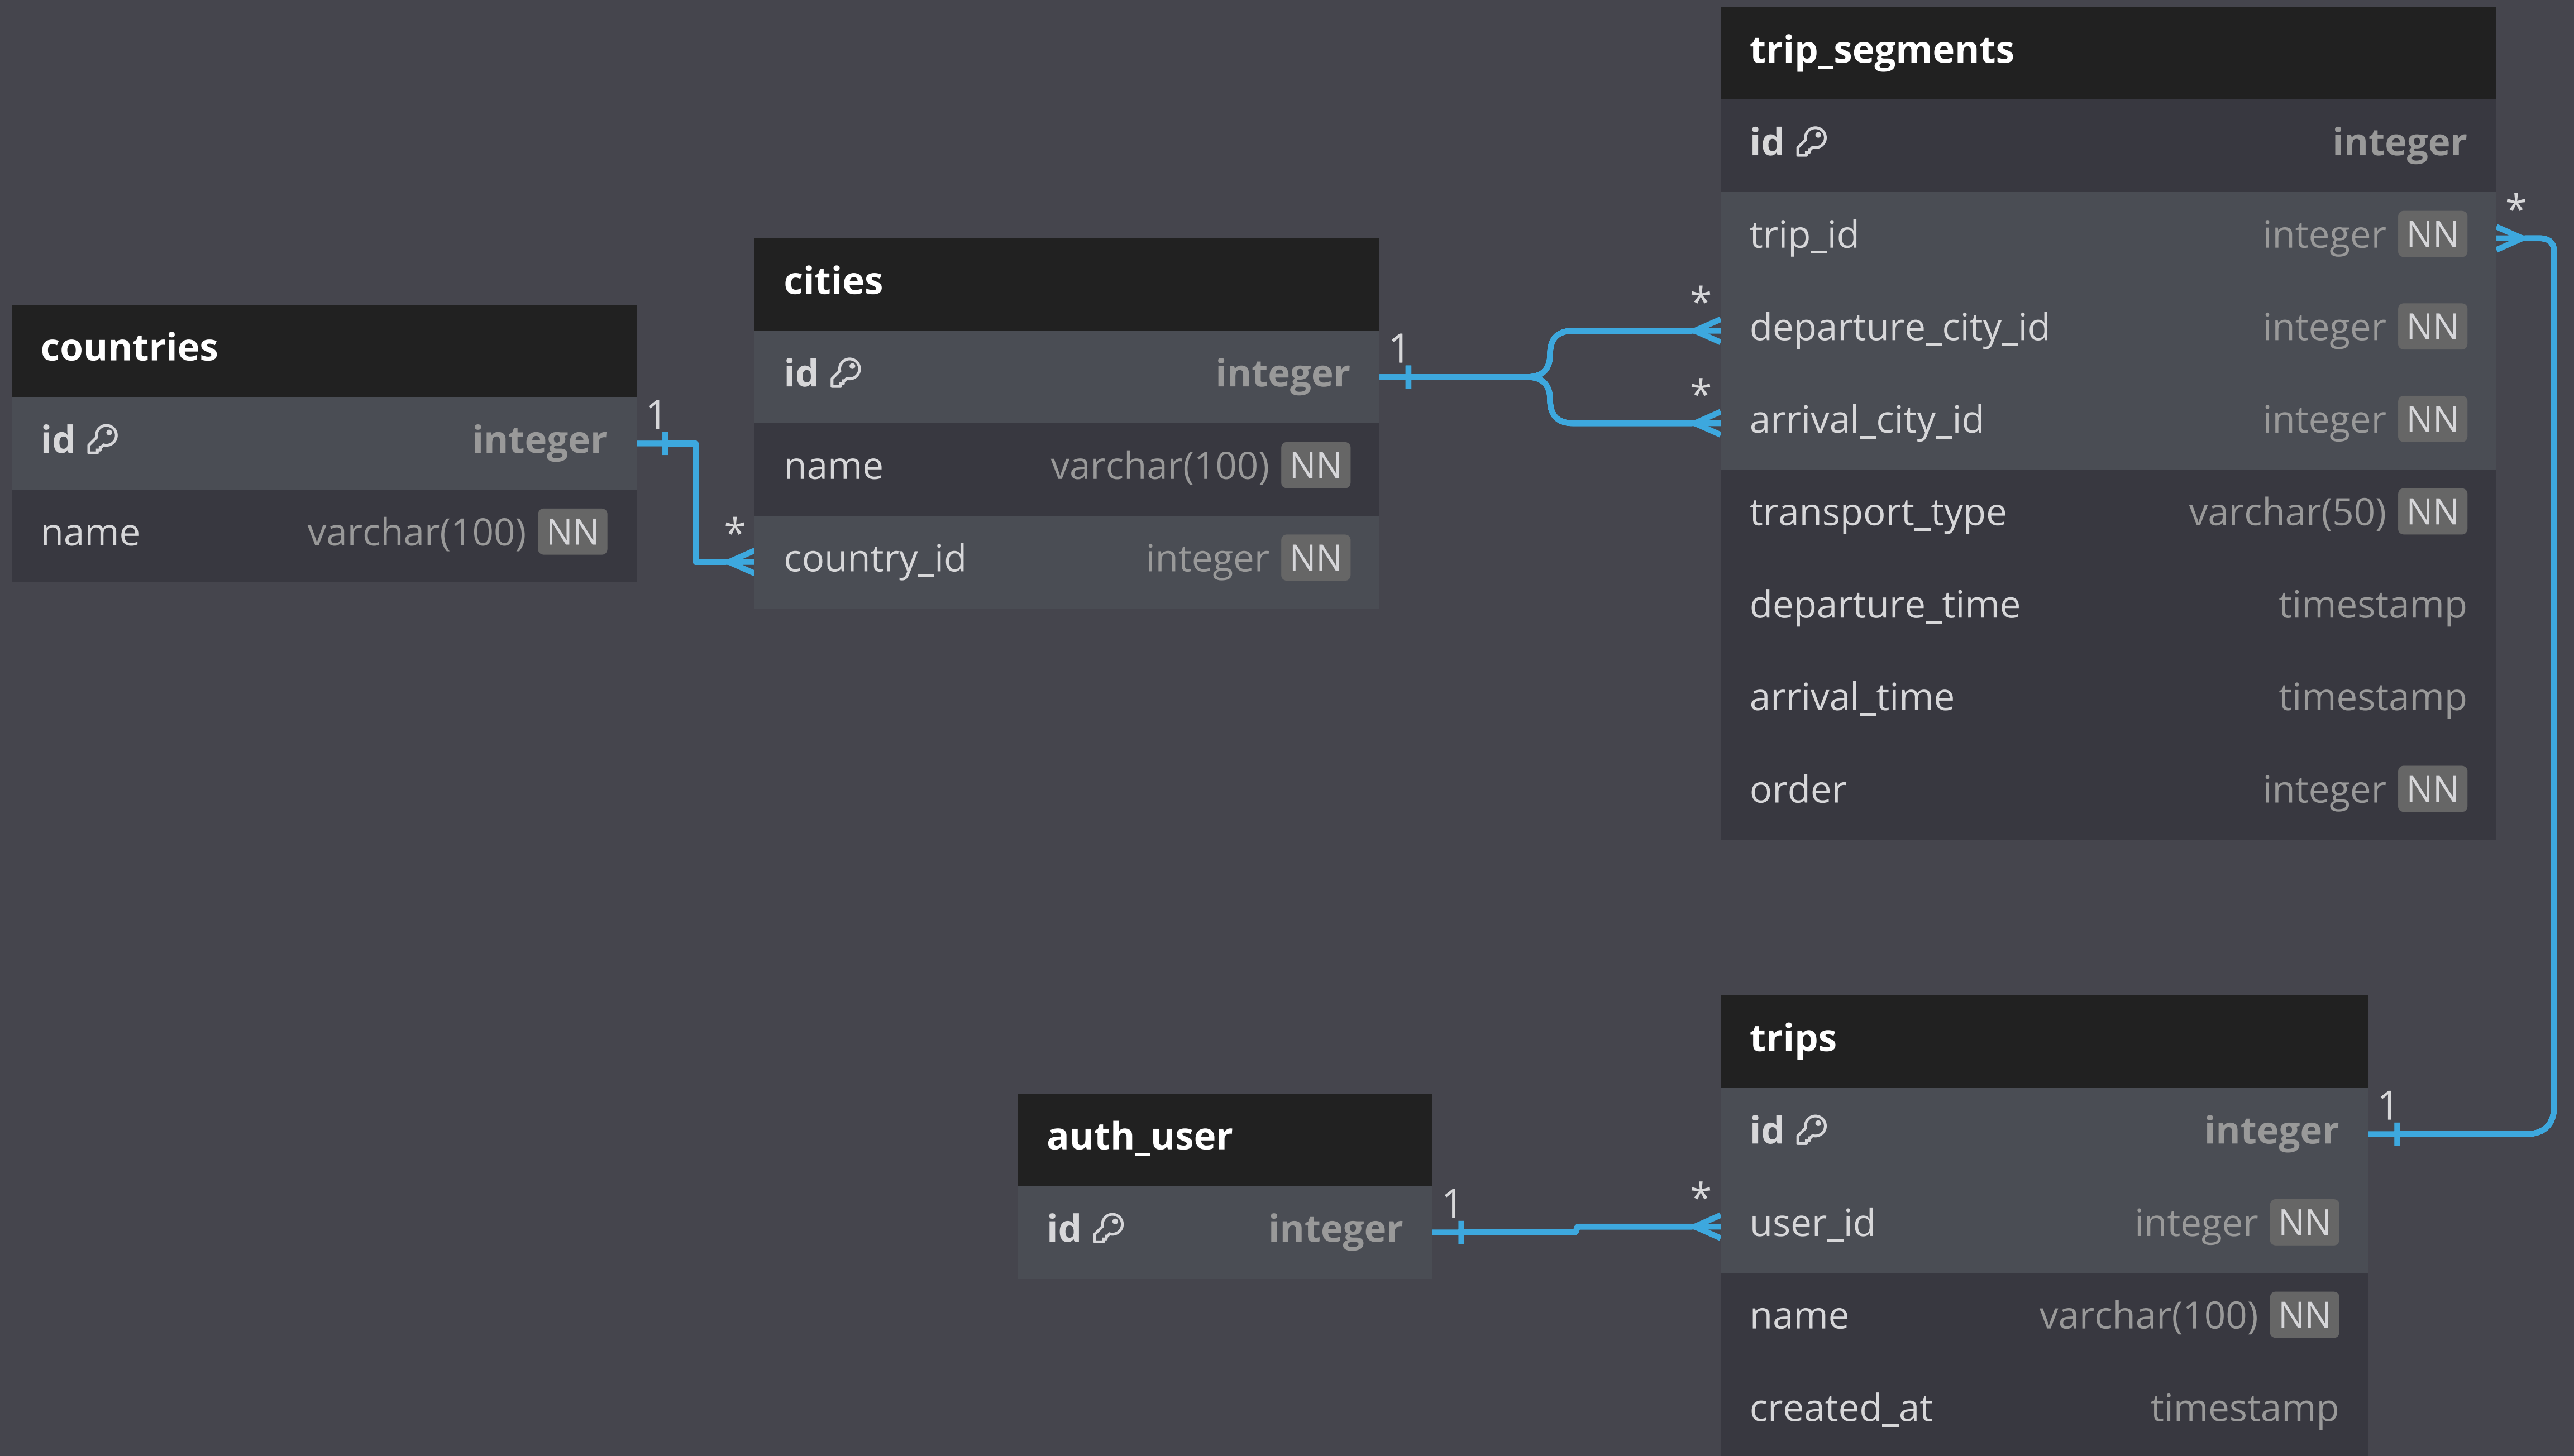 trip_segments
id integer
*
trip_id integer NN
cities
*
departure_city_id integer NN
countries
id integer
1
*
arrival_city_id integer NN
id integer
1
name varchar(100) NN
transport_type varchar(50) NN
name varchar(100) NN
*
country_id integer NN
departure_time timestamp
arrival_time timestamp
order integer NN
trips
auth_user
id integer
1
id integer
1
*
user_id integer NN
name varchar(100) NN
created_at timestamp